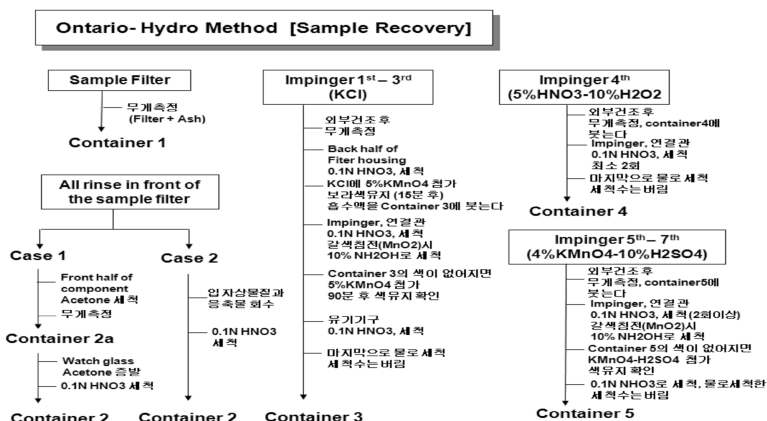 Ontario- Hydro Method [Sample Recovery]
Sample Filter
무게측정
(Filter + Ash)
Container 1
All rinse in front of
the sample filter
Case 1
Front half of
component
Acetone 세척
무게측정
Container 2a
Watch glass
Acetone 증발
0.1N HNO3 세척
Container 2
Case 2
입자상물질과
응축물 회수
0.1N HNO3
세척
Container 2
Impinger 1st – 3rd
(KCl)
외부건조 후
무게측정
Back half of
Fiter housing
0.1N HNO3, 세척
KCl에 5%KMnO4 첨가
보라색유지 (15분 후)
흡수액을 Container 3에 붓는다
Impinger, 연결관
0.1N HNO3, 세척
갈색침전(MnO2)시
10% NH2OH로 세척
Container 3의 색이 없어지면
5%KMnO4 첨가
90분 후 색유지 확인
유기기구
0.1N HNO3, 세척
마지막으로 물로 세척
세척수는 버림
Container 3
Impinger 4th
(5%HNO3-10%H2O2
외부건조 후
무게측정, container4에
붓는다
Impinger, 연결관
0.1N HNO3, 세척
최소 2회
마지막으로 물로 세척
세척수는 버림
Container 4
Impinger 5th – 7th
(4%KMnO4-10%H2SO4)
외부건조 후
무게측정, container5에
붓는다
Impinger, 연결관
0.1N HNO3, 세척(2회이상)
갈색침전(MnO2)시
10% NH2OH로 세척
Container 5의 색이 없어지면
KMnO4-H2SO4 첨가
색유지 확인
0.1N NHO3로 세척, 물로세척한
세척수는 버림
Container 5